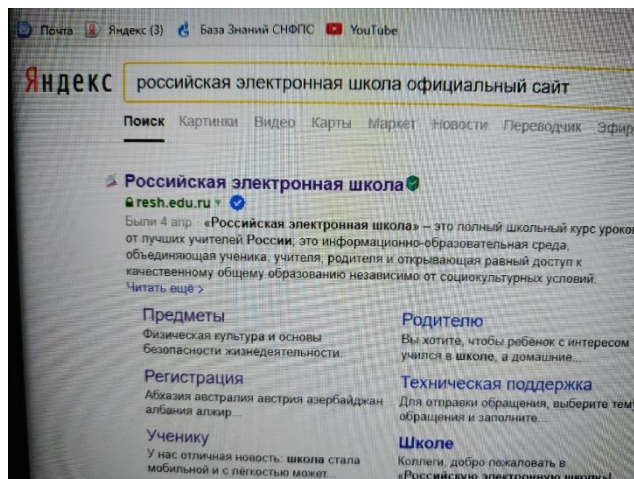 Почта Яндекс (3) База Знаний СНФПС YouTube
Яндекс российская электронная школа официальный сайт
Поиск Картинки Видео Карты Маркет Новости Переводчик Эфир
Российская электронная школа
resh.edu.ru
Были 4 апр «Российская электронная школа» – это полный школьный курс уроков
от лучших учителей России; это информационно-образовательная среда,
объединяющая ученика, учителя, родителя и открывающая равный доступ к
качественному общему образованию независимо от социокультурных условий.
Читать ещё >
Предметы
Физическая культура и основы
безопасности жизнедеятельности.
Регистрация
Абхазия австралия австрия азербайджан
албания алжир...
Ученику
У нас отличная новость: школа стала
мобильной и с лёгкостью может
Родителю
Вы хотите, чтобы ребёнок с интересом
учился в школе, а домашние...
Техническая поддержка
Для отправки обращения, выберите тему
обращения и заполните...
Школе
Коллеги, добро пожаловать в
«Российскую электронную школу»!